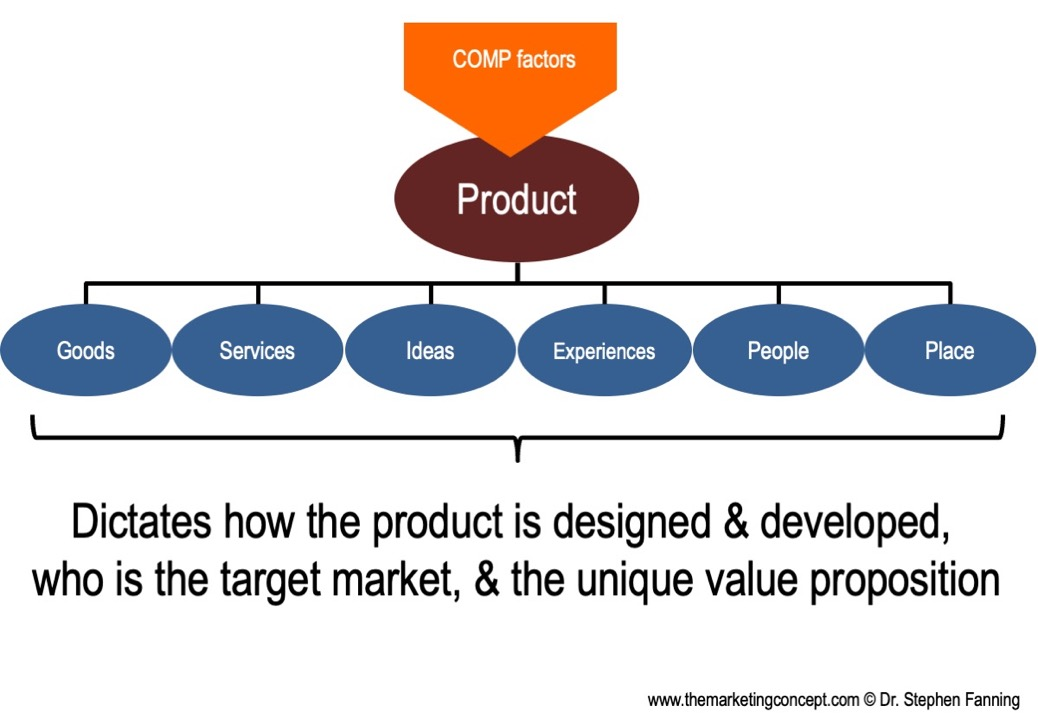 COMP factors
Product
Goods Services Ideas Experiences People Place
Dictates how the product is designed & developed,
who is the target market, & the unique value proposition
www.themarketingconcept.com © Dr. Stephen Fanning